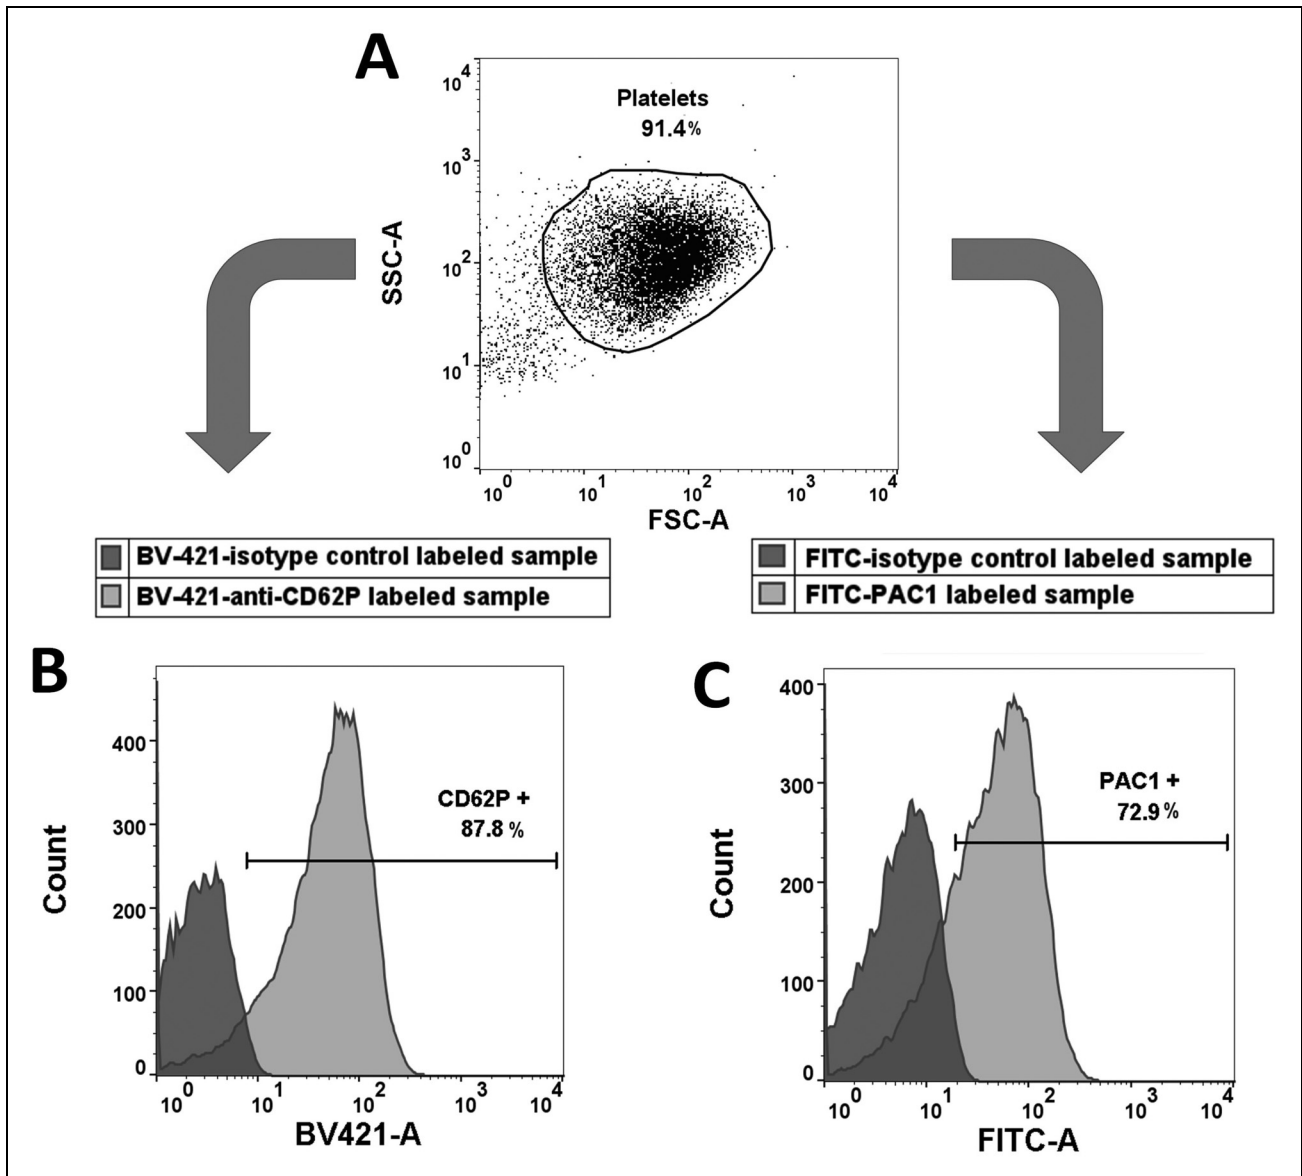 A
Platelets
91.4%
10^4
10^3
10^2
10^1
10^0
SSC-A
10^0 10^1 10^2 10^3 10^4
FSC-A
BV-421-isotype control labeled sample
BV-421-anti-CD62P labeled sample
FITC-isotype control labeled sample
FITC-PAC1 labeled sample
B
CD62P +
87.8 %
400
300
200
100
0
Count
10^0 10^1 10^2 10^3 10^4
BV421-A
C
PAC1 +
72.9%
400
300
200
100
0
Count
10^0 10^1 10^2 10^3 10^4
FITC-A